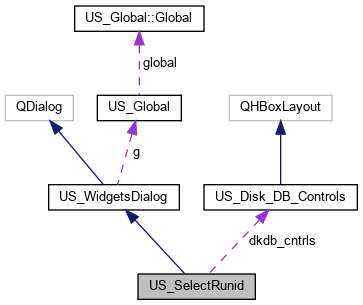 US_Global::Global
global
QDialog
US_Global
QHBoxLayout
g
US_WidgetsDialog
US_Disk_DB_Controls
dkdb_cntrls
US_SelectRunid